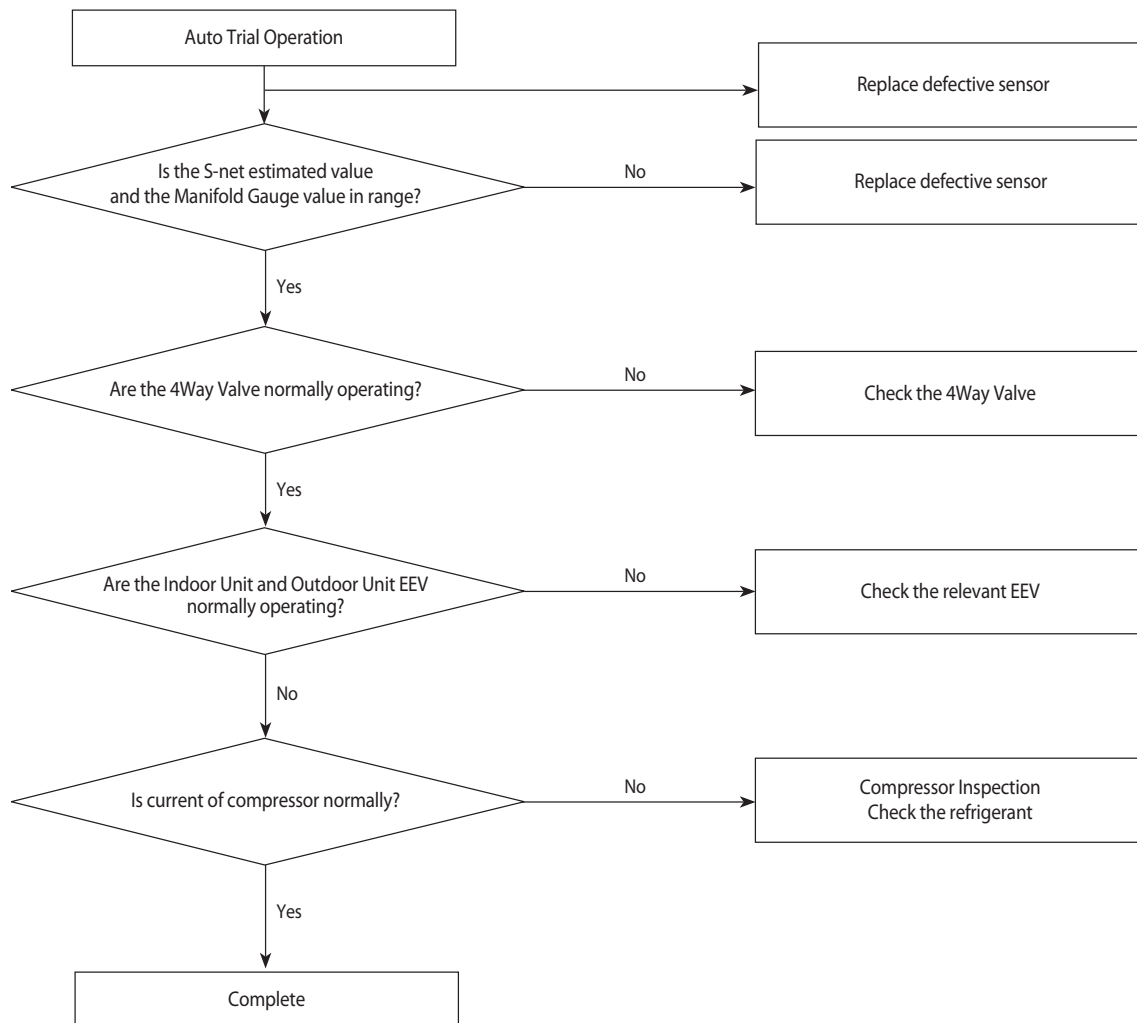 Auto Trial Operation
Replace defective sensor
Is the S-net estimated value
and the Manifold Gauge value in range?
No
Replace defective sensor
Yes
Are the 4Way Valve normally operating?
No
Check the 4Way Valve
Yes
Are the Indoor Unit and Outdoor Unit EEV
normally operating?
No
Check the relevant EEV
No
Is current of compressor normally?
No
Compressor Inspection
Check the refrigerant
Yes
Complete